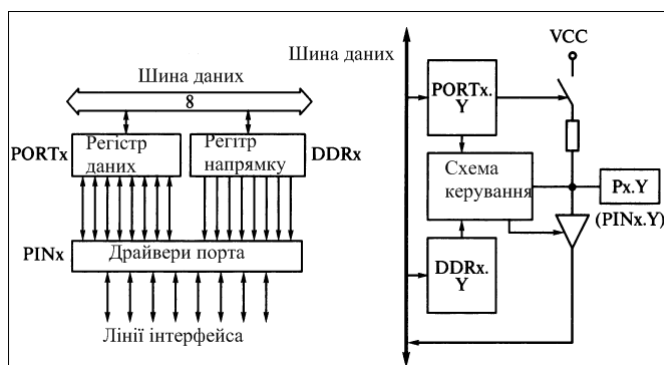 Шина даних
8
PORTx
Регістр
даних
Регітр
напрямку
DDRx
PINx
Драйвери порта
Лінії інтерфейса
Шина даних
VCC
PORTx.
Y
Схема
керування
Px.Y
(PINx.Y)
DDRx.
Y